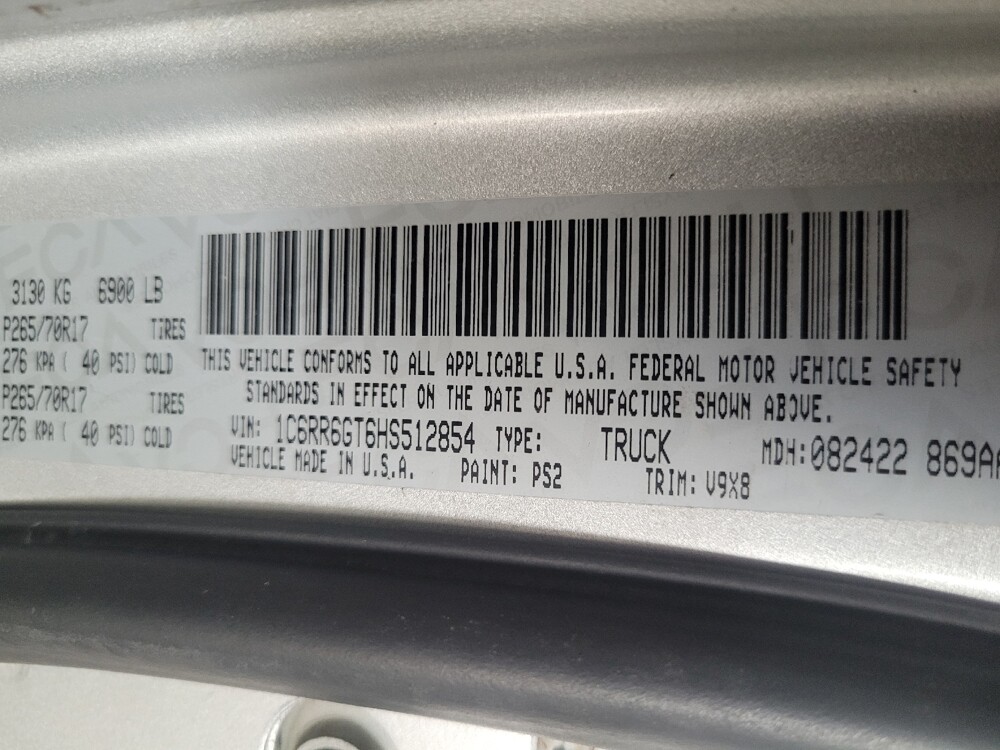 3130 KG 6900 LB
P265/70R17 TIRES
276 KPA ( 40 PSI) COLD
P265/70R17 TIRES
276 KPA ( 40 PSI) COLD
THIS VEHICLE CONFORMS TO ALL APPLICABLE U.S.A. FEDERAL MOTOR VEHICLE SAFETY
STANDARDS IN EFFECT ON THE DATE OF MANUFACTURE SHOWN ABOVE.
VIN: 1C6RR6GT6HS512854 TYPE: TRUCK MDH:082422 869AA
VEHICLE MADE IN U.S.A. PAINT: PS2 TRIM: V9X8